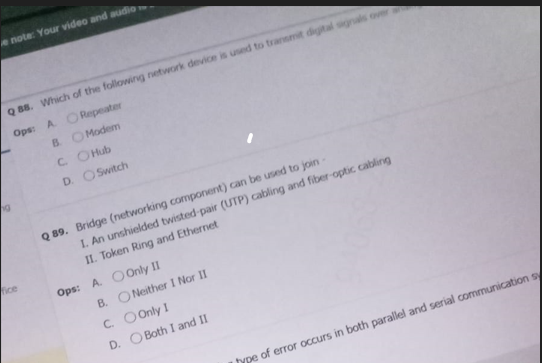 e note: Your video and audio
Q 88. Which of the following network device is used to transmit digital signals over
Ops: A. Repeater
B. Modem
C. Hub
D. Switch
ng
Q 89. Bridge (networking component) can be used to join -
I. An unshielded twisted-pair (UTP) cabling and fiber-optic cabling
II. Token Ring and Ethernet
fice
Ops: A. Only II
B. Neither I Nor II
C. Only I
D. Both I and II
type of error occurs in both parallel and serial communication sy